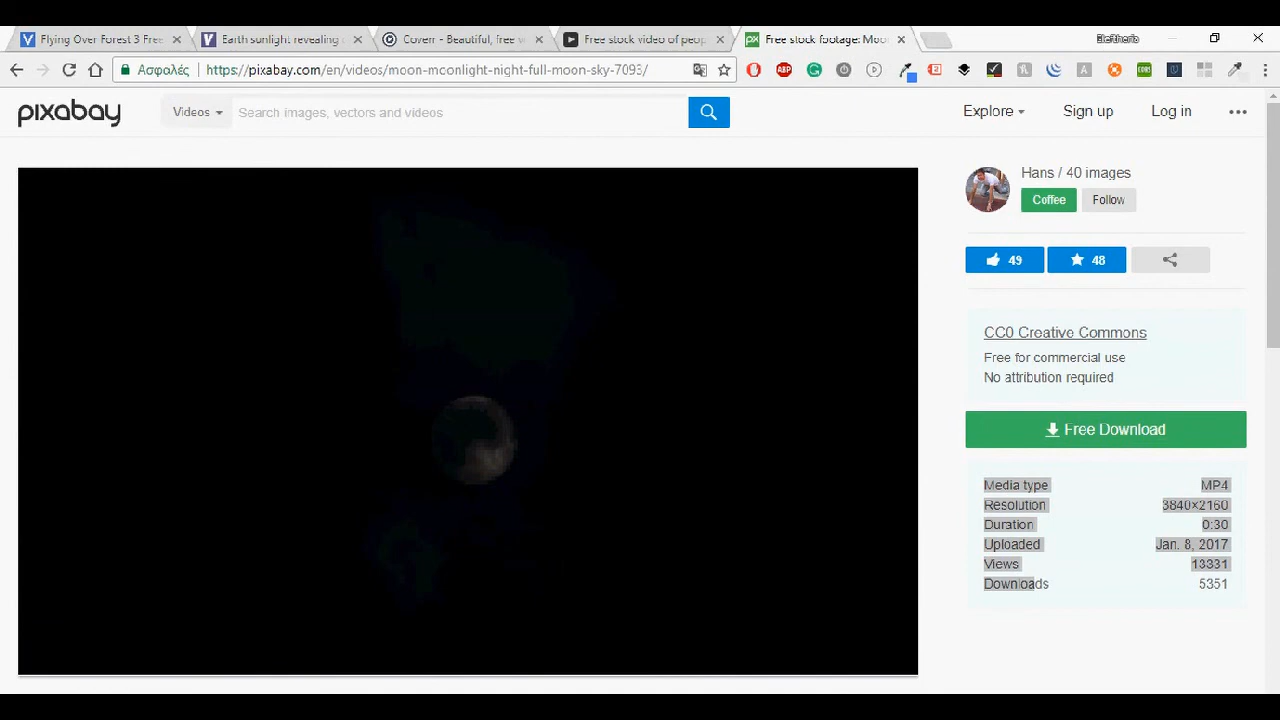 Flying Over Forest 3 Free
Earth sunlight revealing
Coverr - Beautiful, free
Free stock video of peop
Free stock footage: Moo
Eleftherio
Ασφαλές
https://pixabay.com/en/videos/moon-moonlight-night-full-moon-sky-7093/
ABP
pixabay
Videos
Search images, vectors and videos
Explore
Sign up
Log in
Hans / 40 images
Coffee
Follow
49
48
CC0 Creative Commons
Free for commercial use
No attribution required
Free Download
Media type MP4
Resolution 3840×2160
Duration 0:30
Uploaded Jan. 8, 2017
Views 13331
Downloads 5351